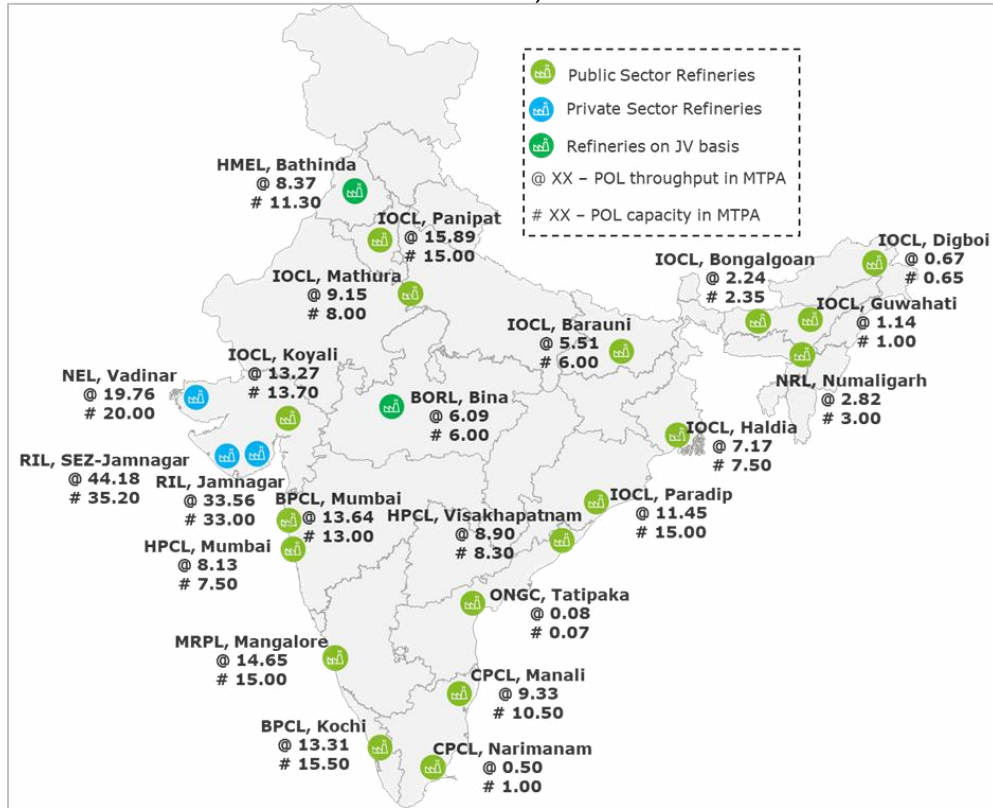 Public Sector Refineries
Private Sector Refineries
Refineries on JV basis
@ XX – POL throughput in MTPA
# XX – POL capacity in MTPA
HMEL, Bathinda
@ 8.37
# 11.30
IOCL, Panipat
@ 15.89
# 15.00
IOCL, Mathura
@ 9.15
# 8.00
IOCL, Digboi
@ 0.67
# 0.65
IOCL, Bongalgoan
@ 2.24
# 2.35
IOCL, Guwahati
@ 1.14
# 1.00
IOCL, Barauni
@ 5.51
# 6.00
NRL, Numaligarh
@ 2.82
# 3.00
IOCL, Koyali
@ 13.27
# 13.70
NEL, Vadinar
@ 19.76
# 20.00
BORL, Bina
@ 6.09
# 6.00
IOCL, Haldia
@ 7.17
# 7.50
RIL, SEZ-Jamnagar
@ 44.18
# 35.20
RIL, Jamnagar
@ 33.56
# 33.00
BPCL, Mumbai
@ 13.64
# 13.00
HPCL, Visakhapatnam
@ 8.90
# 8.30
IOCL, Paradip
@ 11.45
# 15.00
HPCL, Mumbai
@ 8.13
# 7.50
ONGC, Tatipaka
@ 0.08
# 0.07
MRPL, Mangalore
@ 14.65
# 15.00
CPCL, Manali
@ 9.33
# 10.50
BPCL, Kochi
@ 13.31
# 15.50
CPCL, Narimanam
@ 0.50
# 1.00